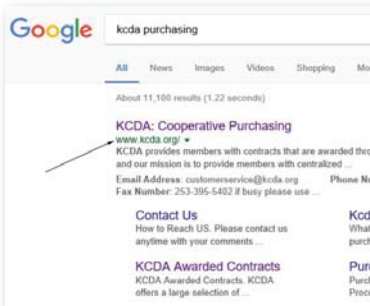 Google
kcda purchasing
All News Images Videos Shopping Mo
About 11,100 results (1.22 seconds)
KCDA: Cooperative Purchasing
www.kcda.org/
KCDA provides members with contracts that are awarded thro
and our mission is to provide members with centralized ...
Email Address: customerservice@kcda.org Phone N
Fax Number: 253-395-5402 if busy please use ...
Contact Us
How to Reach US. Please contact us
anytime with your comments ...
Kcd
What
purch
KCDA Awarded Contracts
KCDA Awarded Contracts. KCDA
offers a large selection of ...
Pur
Purch
Procu